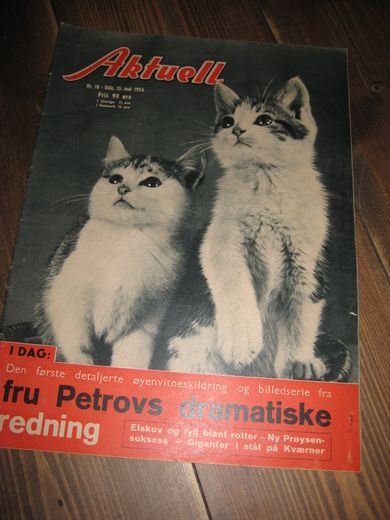 Aktuell
Nr. 10 - Oslo, 15. mai 1954
Pris 90 øre
I DAG:
Den første detaljerte øyenvitneskildring og billedserie fra
fru Petrovs dramatiske
redning
Elskov og fyll blant rotter - Ny Prøysen-
suksess - Giganter i stål på Kværner